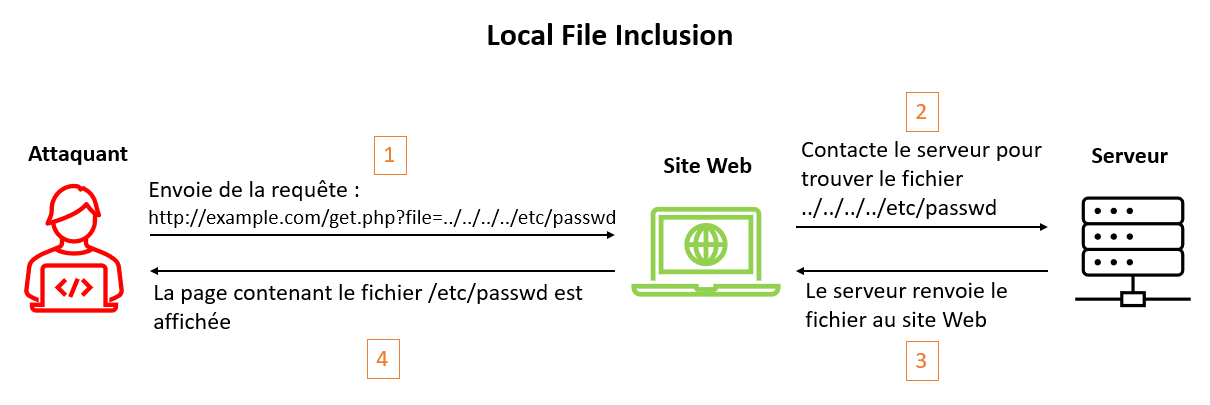 Local File Inclusion
Attaquant
1
Envoie de la requête :
http://example.com/get.php?file=../../../../etc/passwd
Site Web
2
Contacte le serveur pour
trouver le fichier
../../../../etc/passwd
Serveur
La page contenant le fichier /etc/passwd est
affichée
4
Le serveur renvoie le
fichier au site Web
3